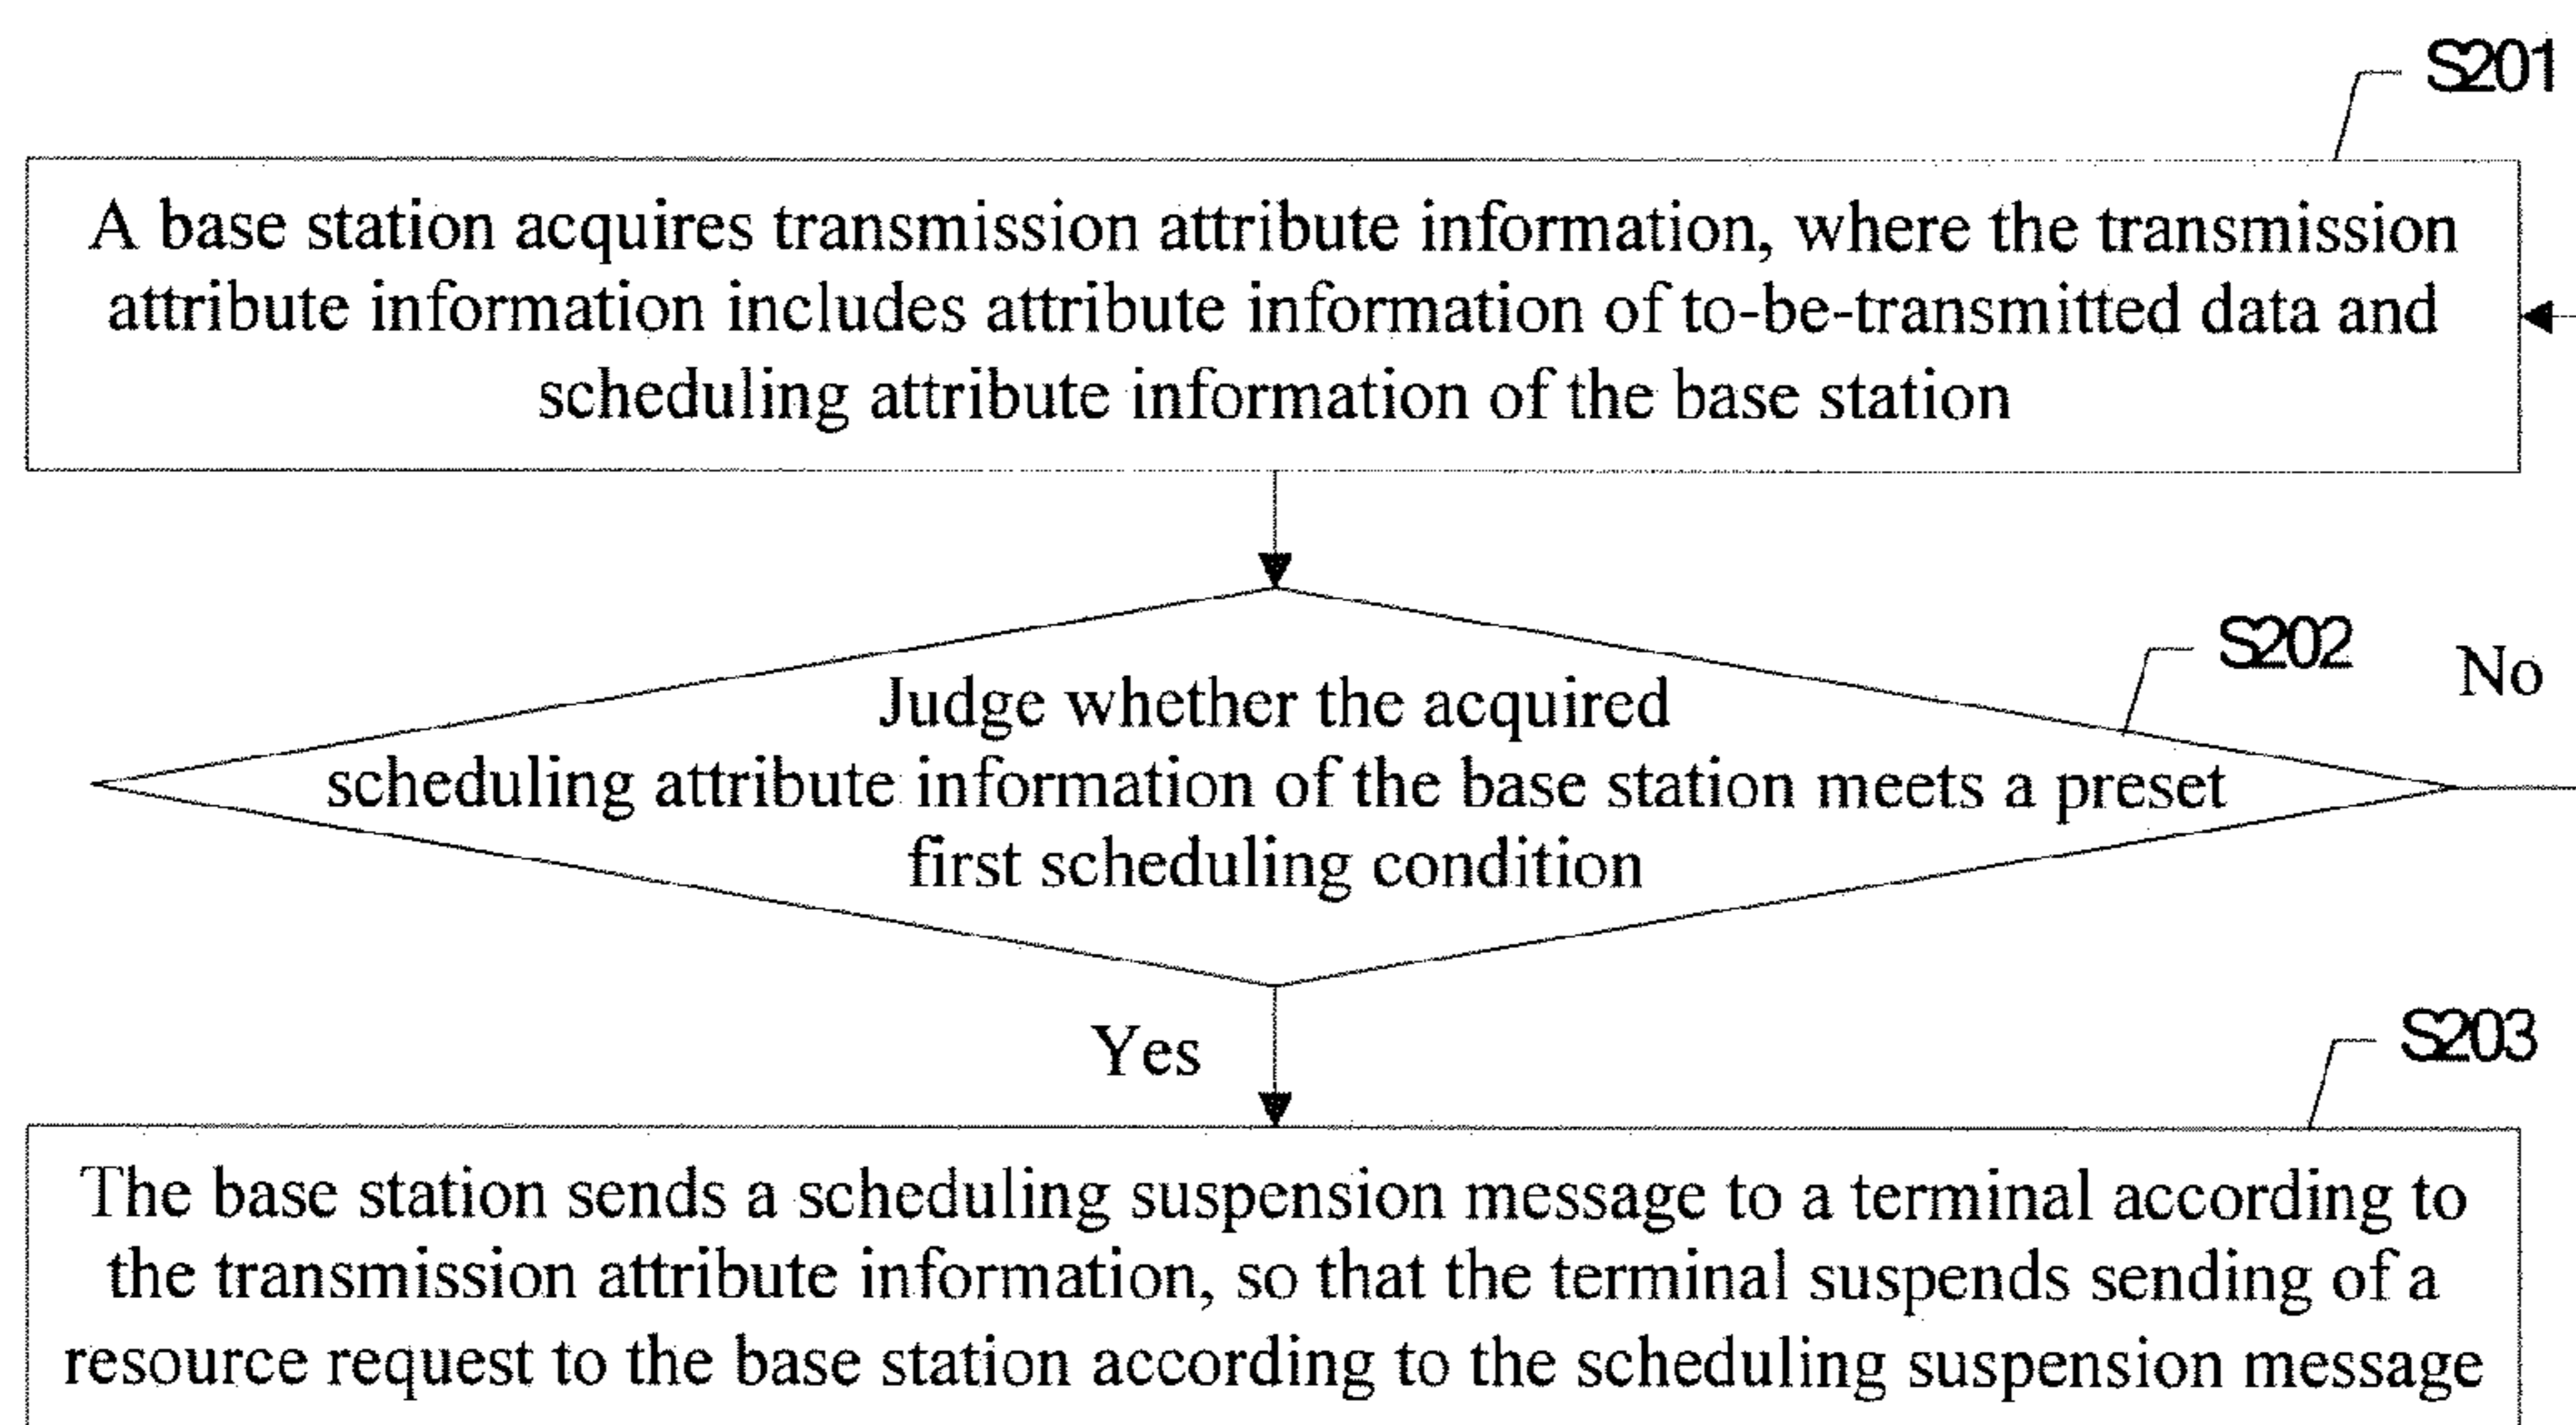 S201
A base station acquires transmission attribute information, where the transmission
attribute information includes attribute information of to-be-transmitted data and
scheduling attribute information of the base station
S202
No
Judge whether the acquired
scheduling attribute information of the base station meets a preset
first scheduling condition
Yes
S203
The base station sends a scheduling suspension message to a terminal according to
the transmission attribute information, so that the terminal suspends sending of a
resource request to the base station according to the scheduling suspension message